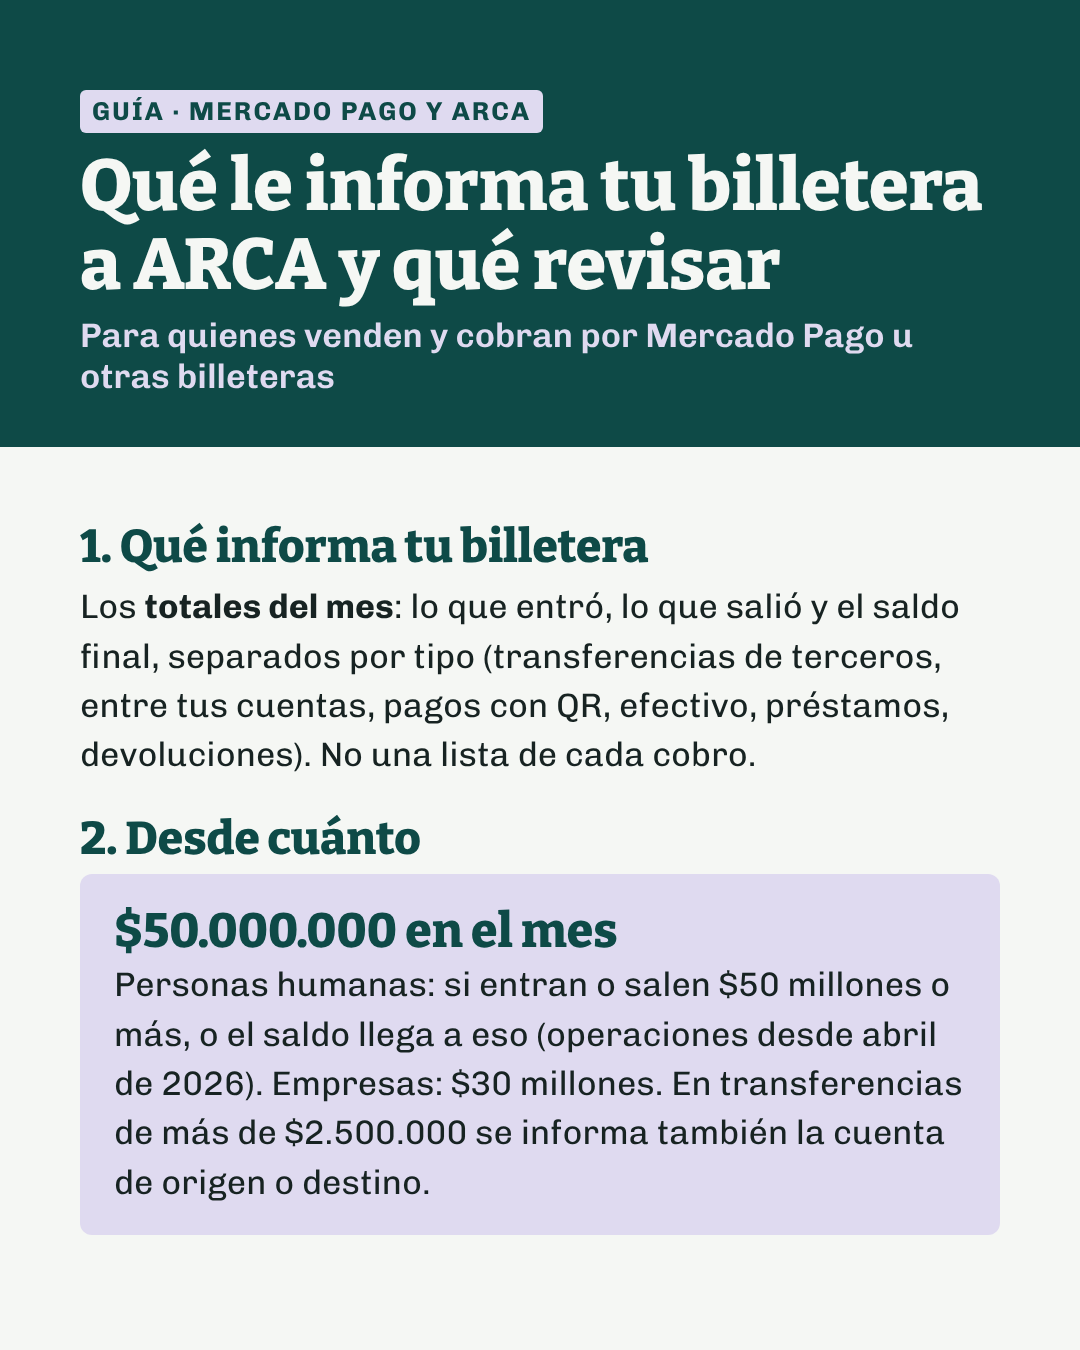 GUÍA · MERCADO PAGO Y ARCA
Qué le informa tu billetera
a ARCA y qué revisar
Para quienes venden y cobran por Mercado Pago u
otras billeteras
1. Qué informa tu billetera
Los totales del mes: lo que entró, lo que salió y el saldo
final, separados por tipo (transferencias de terceros,
entre tus cuentas, pagos con QR, efectivo, préstamos,
devoluciones). No una lista de cada cobro.
2. Desde cuánto
$50.000.000 en el mes
Personas humanas: si entran o salen $50 millones o
más, o el saldo llega a eso (operaciones desde abril
de 2026). Empresas: $30 millones. En transferencias
de más de $2.500.000 se informa también la cuenta
de origen o destino.